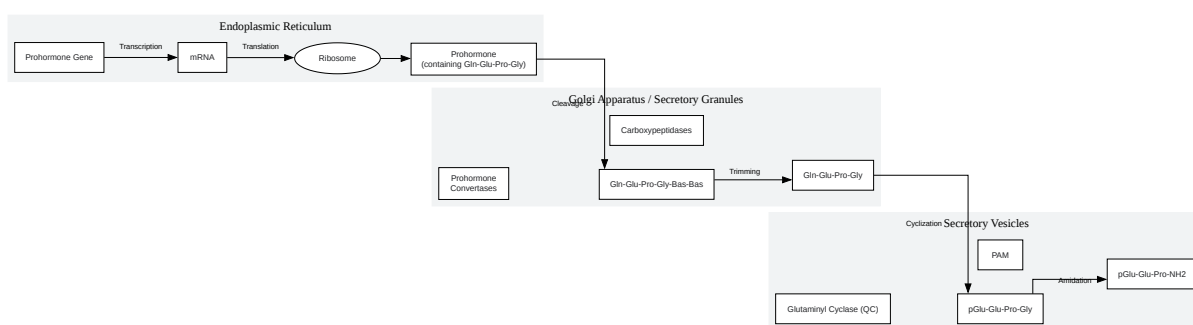 Endoplasmic Reticulum
Prohormone Gene
Transcription
mRNA
Translation
Ribosome
Prohormone
(containing Gln-Glu-Pro-Gly)
Golgi Apparatus / Secretory Granules
Cleavage
Carboxypeptidases
Prohormone
Convertases
Gln-Glu-Pro-Gly-Bas-Bas
Trimming
Gln-Glu-Pro-Gly
Cyclization
Secretory Vesicles
PAM
Glutaminyl Cyclase (QC)
pGlu-Glu-Pro-Gly
Amidation
pGlu-Glu-Pro-NH2